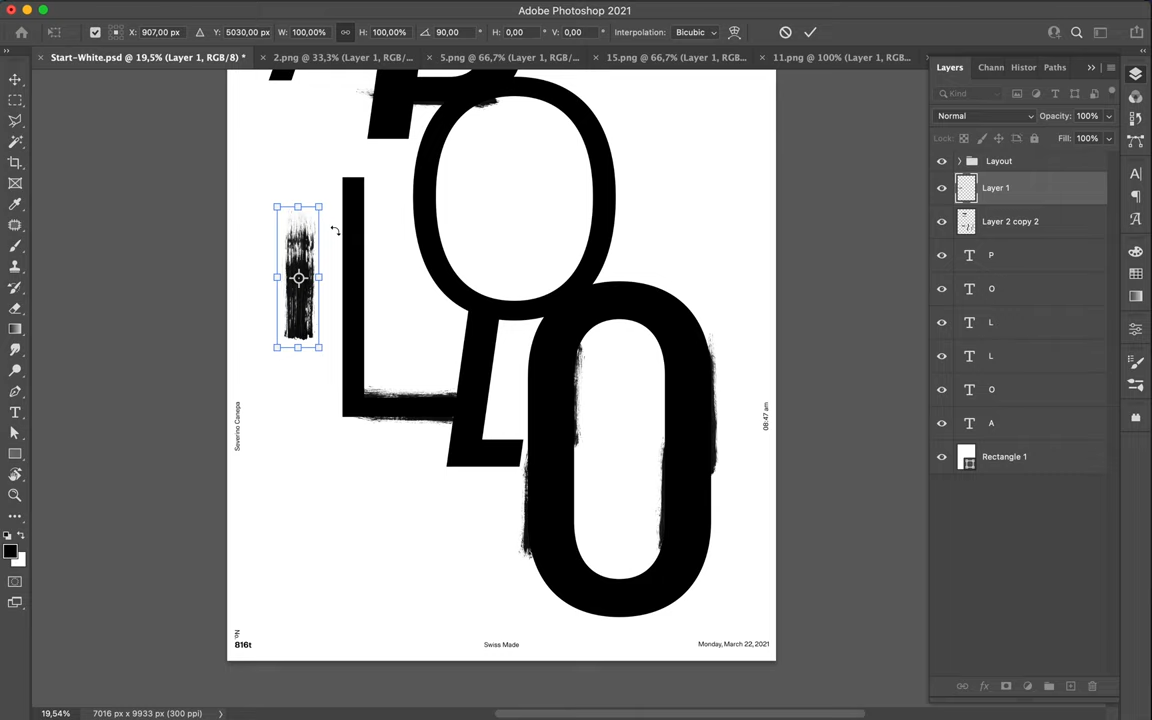 Adobe Photoshop 2021
X: 907,00 px Y: 5030,00 px W: 100,00% H: 100,00% 90,00 ° H: 0,00 ° V: 0,00 ° Interpolation: Bicubic
Start-White.psd @ 19,5% (Layer 1, RGB/8) * 2.png @ 33,3% (Layer 1, RGB/... 5.png @ 66,7% (Layer 1, RGB/... 15.png @ 66,7% (Layer 1, RGB... 11.png @ 100% (Layer 1, RGB...
Layers Chann Histor Paths
Kind
Normal Opacity: 100%
Lock: Fill: 100%
Layout
Layer 1
Layer 2 copy 2
T P
T O
T L
T L
T O
T A
Rectangle 1
O
L
L
O
Severino Canepa
08:47 am
No.
816t
Swiss Made
Monday, March 22, 2021
19,54% 7016 px x 9933 px (300 ppi)